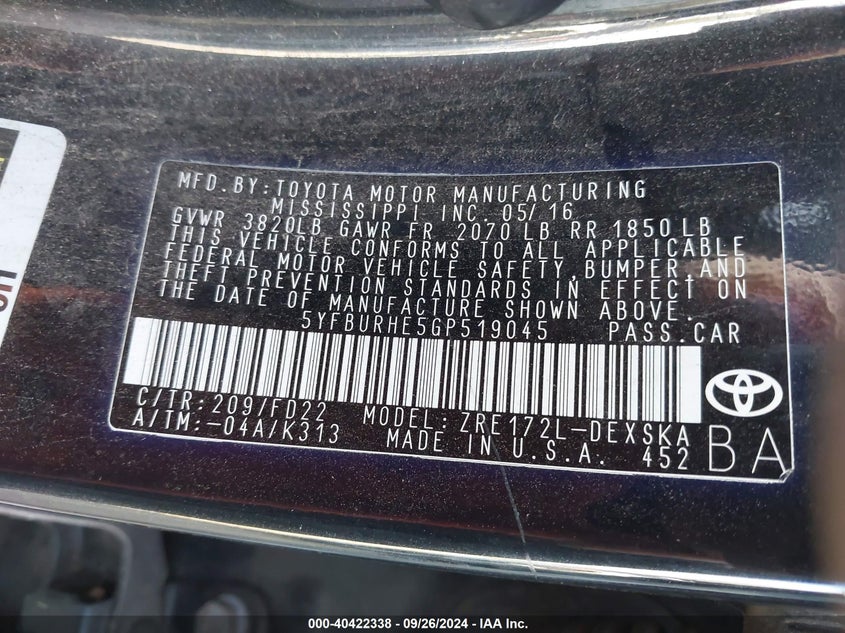 MFD.BY:TOYOTA MOTOR MANUFACTURING
MISSISSIPPI INC. 05/16
GVWR 3820LB GAWR FR 2070 LB RR 1850 LB
THIS VEHICLE CONFORMS TO ALL APPLICABLE
FEDERAL MOTOR VEHICLE SAFETY,BUMPER,AND
THEFT PREVENTION STANDARDS IN EFFECT ON
THE DATE OF MANUFACTURE SHOWN ABOVE.
5YFBURHE5GP519045 PASS.CAR
C/TR:209/FD22 MODEL:ZRE172L-DEXSKA
A/TM:-04A/K313 MADE IN U.S.A. 452
BA
000-40422338 - 09/26/2024 - IAA Inc.